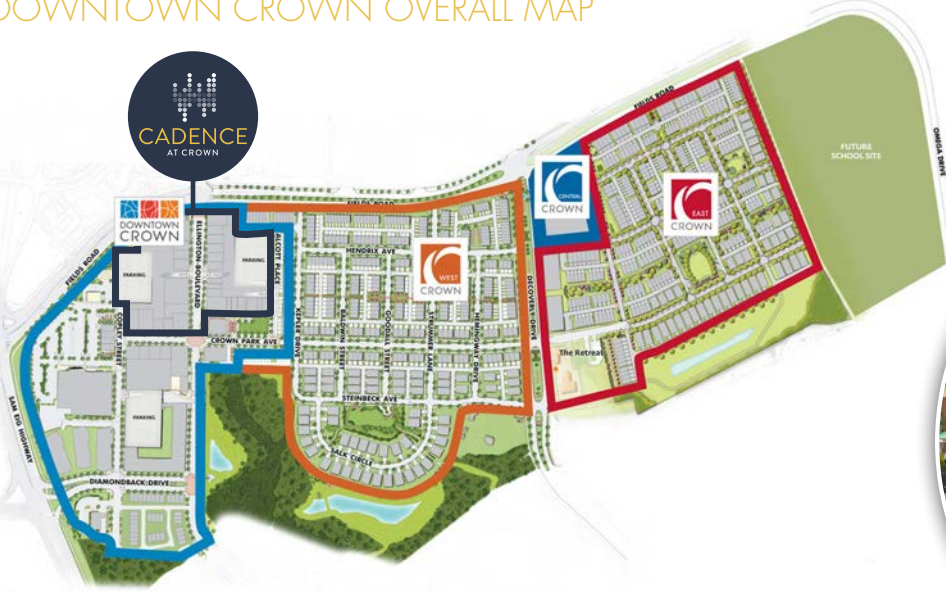 DOWNTOWN CROWN OVERALL MAP
CADENCE
AT CROWN
DOWNTOWN
CROWN
FIELDS ROAD
PARKING
ELLINGTON BOULEVARD
PARKING
ALCOTT PLACE
COPLEY STREET
CROWN PARK AVE
PARKING
SAM EIG HIGHWAY
DIAMONDBACK DRIVE
FIELDS ROAD
HENDRIX AVE
WEST
CROWN
KEPLER DRIVE
BALDWIN STREET
GOODALL STREET
STRUMMER LANE
HEMINGWAY DRIVE
STEINBECK AVE
SALK CIRCLE
DECOVERLY DRIVE
CENTRAL
CROWN
FIELDS ROAD
EAST
CROWN
The Retreat
FUTURE
SCHOOL SITE
OMEGA DRIVE